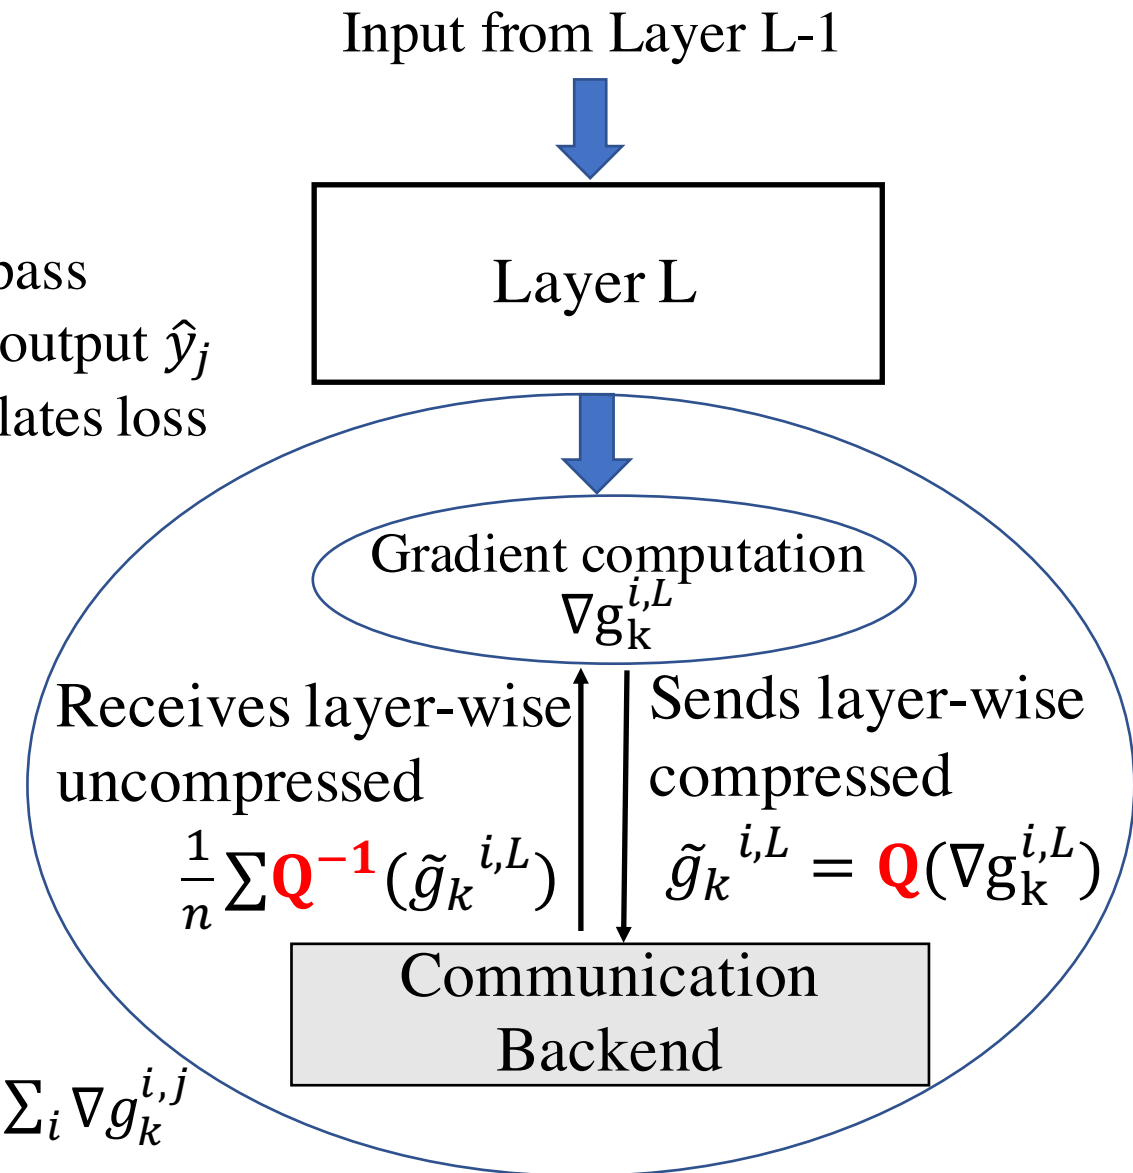 Input from Layer L-1
Layer L
pass
output ŷ_j
lates loss
Gradient computation
∇g_k^{i,L}
Receives layer-wise
uncompressed
1/n ∑Q^{-1}(g̃_k^{i,L})
Sends layer-wise
compressed
g̃_k^{i,L} = Q(∇g_k^{i,L})
Communication
Backend
∑_i ∇g_k^{i,j}